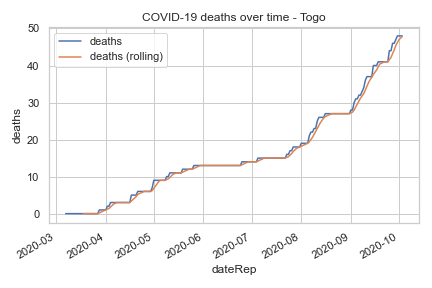 COVID-19 deaths over time - Togo
deaths
deaths (rolling)
50
40
30
20
10
0
deaths
2020-03
2020-04
2020-05
2020-06
2020-07
2020-08
2020-09
2020-10
dateRep